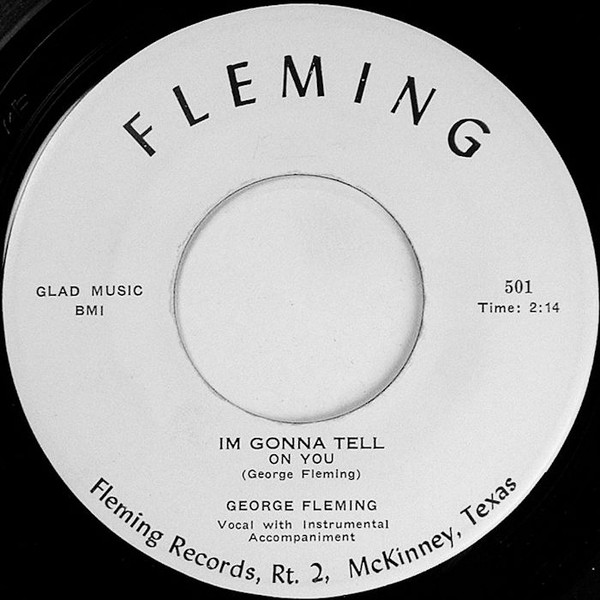 FLEMING
GLAD MUSIC
BMI
501
Time: 2:14
IM GONNA TELL
ON YOU
(George Fleming)
GEORGE FLEMING
Vocal with Instrumental
Accompaniment
Fleming Records, Rt. 2, McKinney, Texas